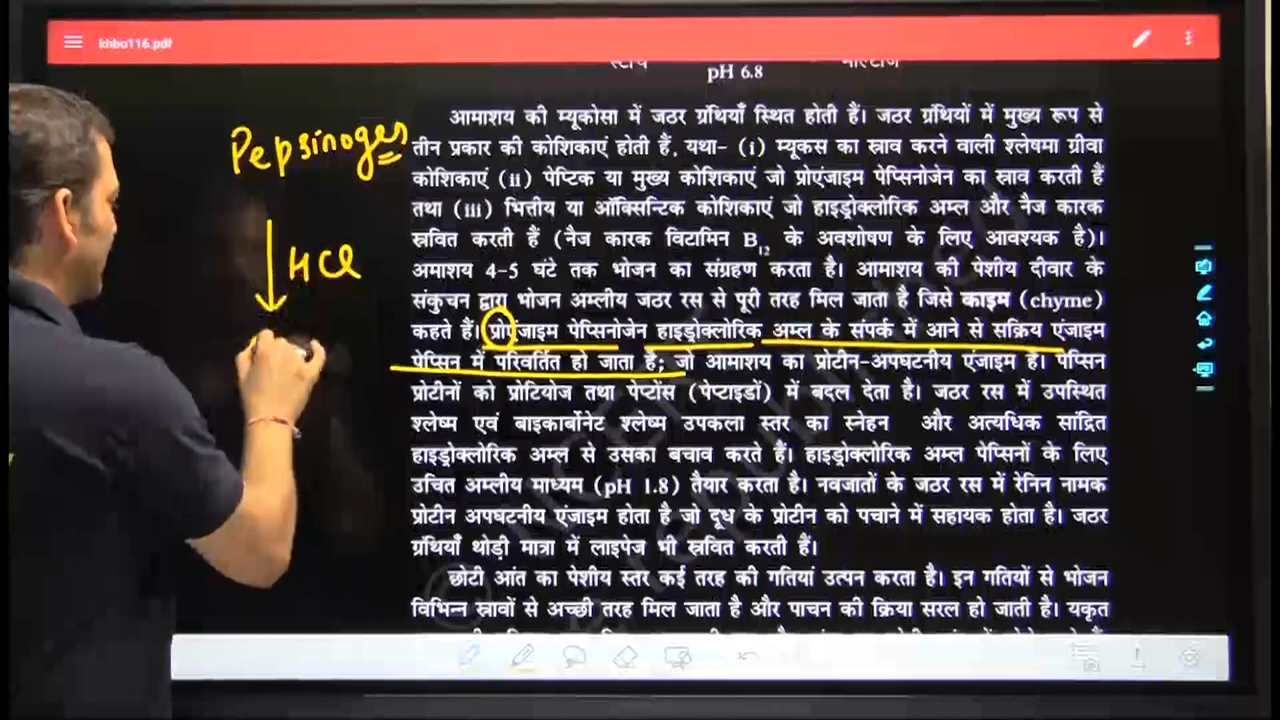 khbo116.pdf
pH 6.8
आमाशय की म्यूकोसा में जठर ग्रंथियाँ स्थित होती हैं। जठर ग्रंथियों में मुख्य रूप से
तीन प्रकार की कोशिकाएं होती हैं, यथा- (i) म्यूकस का स्राव करने वाली श्लेषमा ग्रीवा
कोशिकाएं (ii) पेप्टिक या मुख्य कोशिकाएं जो प्रोएंजाइम पेप्सिनोजेन का स्राव करती हैं
तथा (iii) भित्तीय या ऑक्सिन्टिक कोशिकाएं जो हाइड्रोक्लोरिक अम्ल और नैज कारक
स्रवित करती हैं (नैज कारक विटामिन B12 के अवशोषण के लिए आवश्यक है)।
अमाशय 4-5 घंटे तक भोजन का संग्रहण करता है। आमाशय की पेशीय दीवार के
संकुचन द्वारा भोजन अम्लीय जठर रस से पूरी तरह मिल जाता है जिसे काइम (chyme)
कहते हैं। प्रोएंजाइम पेप्सिनोजेन हाइड्रोक्लोरिक अम्ल के संपर्क में आने से सक्रिय एंजाइम
पेप्सिन में परिवर्तित हो जाता है; जो आमाशय का प्रोटीन-अपघटनीय एंजाइम है। पेप्सिन
प्रोटीनों को प्रोटियोज तथा पेप्टोंस (पेप्टाइडों) में बदल देता है। जठर रस में उपस्थित
श्लेष्म एवं बाइकार्बोनेट श्लेष्म उपकला स्तर का स्नेहन और अत्यधिक सांद्रित
हाइड्रोक्लोरिक अम्ल से उसका बचाव करते हैं। हाइड्रोक्लोरिक अम्ल पेप्सिनों के लिए
उचित अम्लीय माध्यम (pH 1.8) तैयार करता है। नवजातों के जठर रस में रेनिन नामक
प्रोटीन अपघटनीय एंजाइम होता है जो दूध के प्रोटीन को पचाने में सहायक होता है। जठर
ग्रंथियाँ थोड़ी मात्रा में लाइपेज भी स्रवित करती हैं।
छोटी आंत का पेशीय स्तर कई तरह की गतियां उत्पन करता है। इन गतियों से भोजन
विभिन्न स्रावों से अच्छी तरह मिल जाता है और पाचन की क्रिया सरल हो जाती है। यकृत
Pepsinogen
HCl